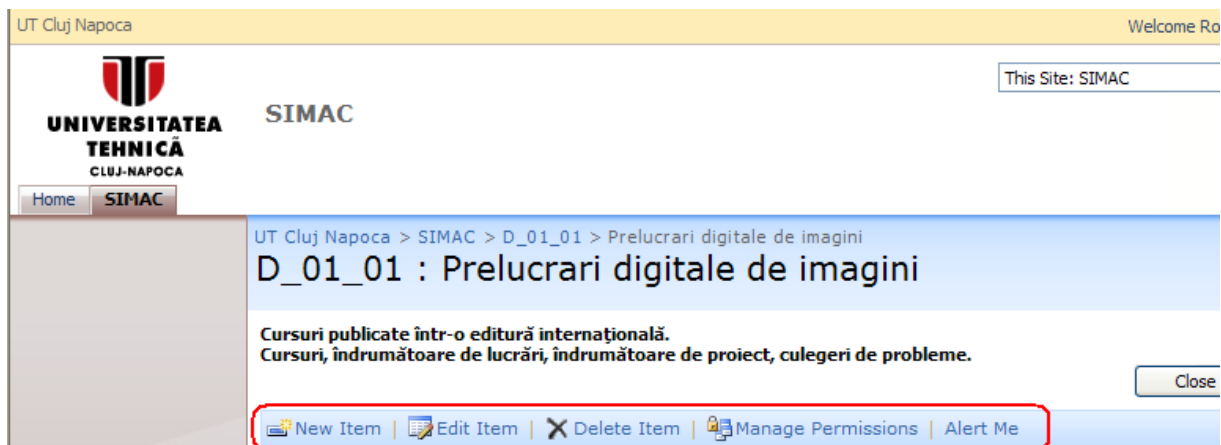 UT Cluj Napoca
Welcome Ro
UNIVERSITATEA
TEHNICĂ
CLUJ-NAPOCA
SIMAC
This Site: SIMAC
Home SIMAC
UT Cluj Napoca > SIMAC > D_01_01 > Prelucrari digitale de imagini
D_01_01 : Prelucrari digitale de imagini
Cursuri publicate într-o editură internaţională.
Cursuri, îndrumătoare de lucrări, îndrumătoare de proiect, culegeri de probleme.
Close
New Item | Edit Item | Delete Item | Manage Permissions | Alert Me